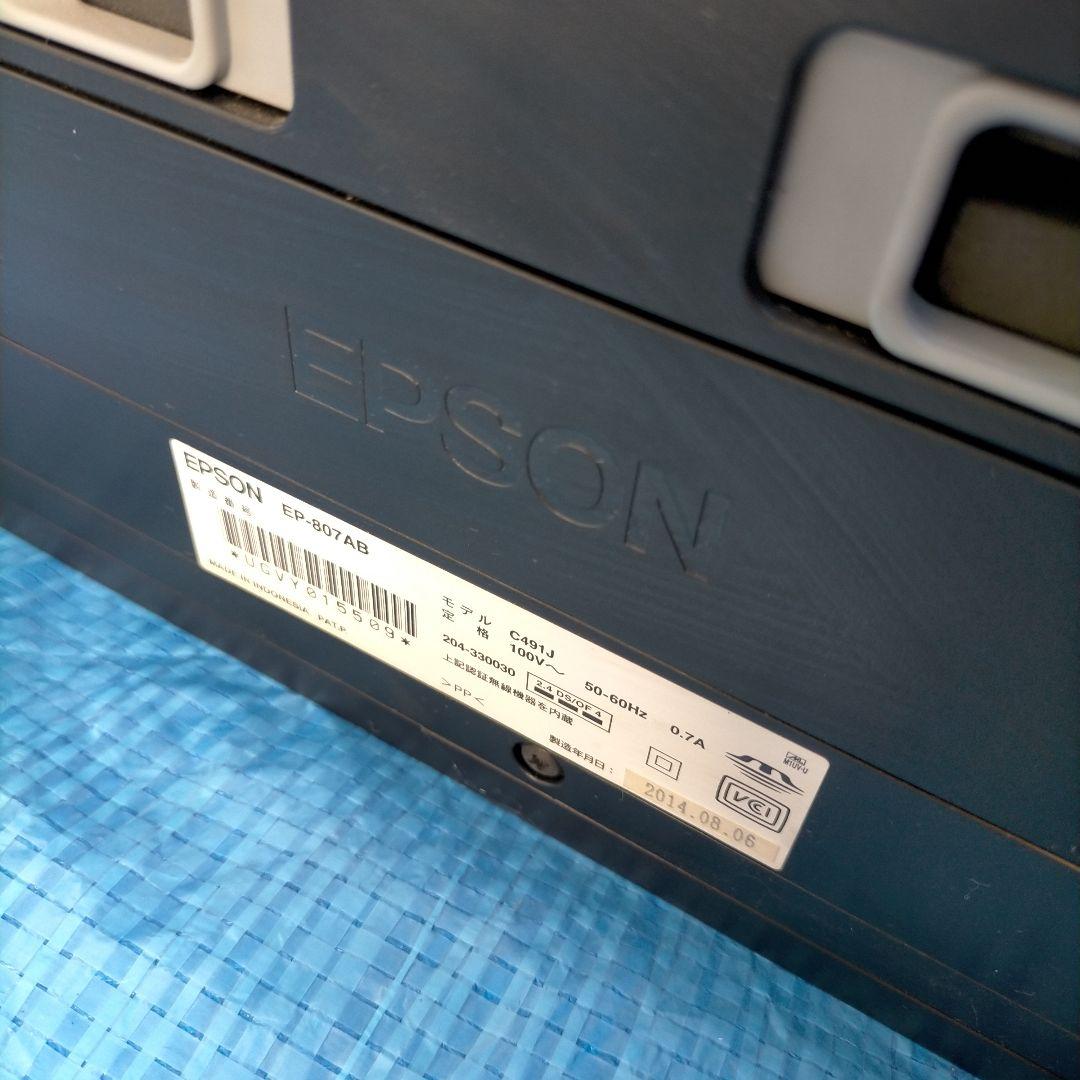 EPSON
EPSON EP-807AB
製造番号
*UGVY015509*
MADE IN INDONESIA PAT.P
モデル C491J
定格 100V～ 50-60Hz 0.7A
204-330030 2.4 DS/OF 4
上記認証無線機器を内蔵
>PP<
製造年月日： 2014.08.06
M1UV-U
VCI